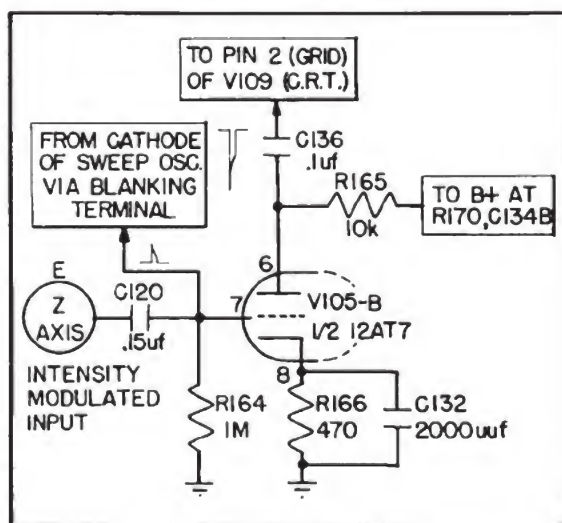 TO PIN 2 (GRID)
OF V109 (C.R.T.)
FROM CATHODE
OF SWEEP OSC.
VIA BLANKING
TERMINAL
C136
.1uf
R165
10k
TO B+ AT
R170,C134B
E
Z
AXIS
C120
.15uf
INTENSITY
MODULATED
INPUT
6
7
V105-B
1/2 12AT7
8
R164
1M
R166
470
C132
2000uuf